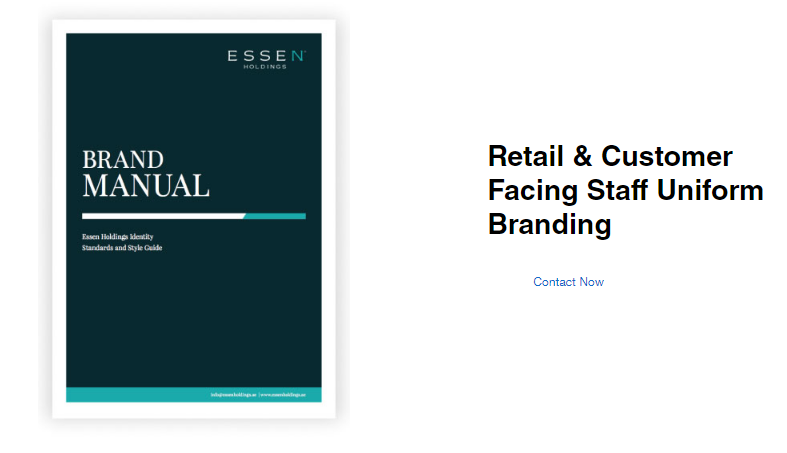 ESSEN
HOLDINGS
BRAND
MANUAL
Essen Holdings Identity
Standards and Style Guide
info@essenholdings.ae | www.essenholdings.ae
Retail & Customer
Facing Staff Uniform
Branding
Contact Now